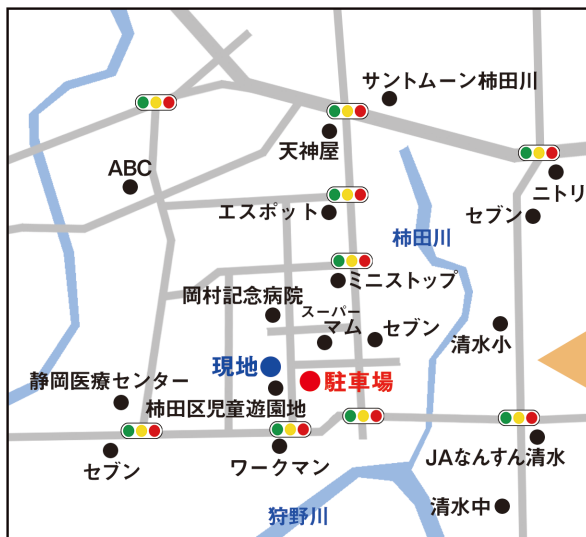 サントムーン柿田川
天神屋
ABC
ニトリ
エスポット
セブン
柿田川
ミニストップ
岡村記念病院
スーパー
マム
セブン
清水小
現地
駐車場
静岡医療センター
柿田区児童遊園地
セブン
ワークマン
JAなんすん清水
狩野川
清水中